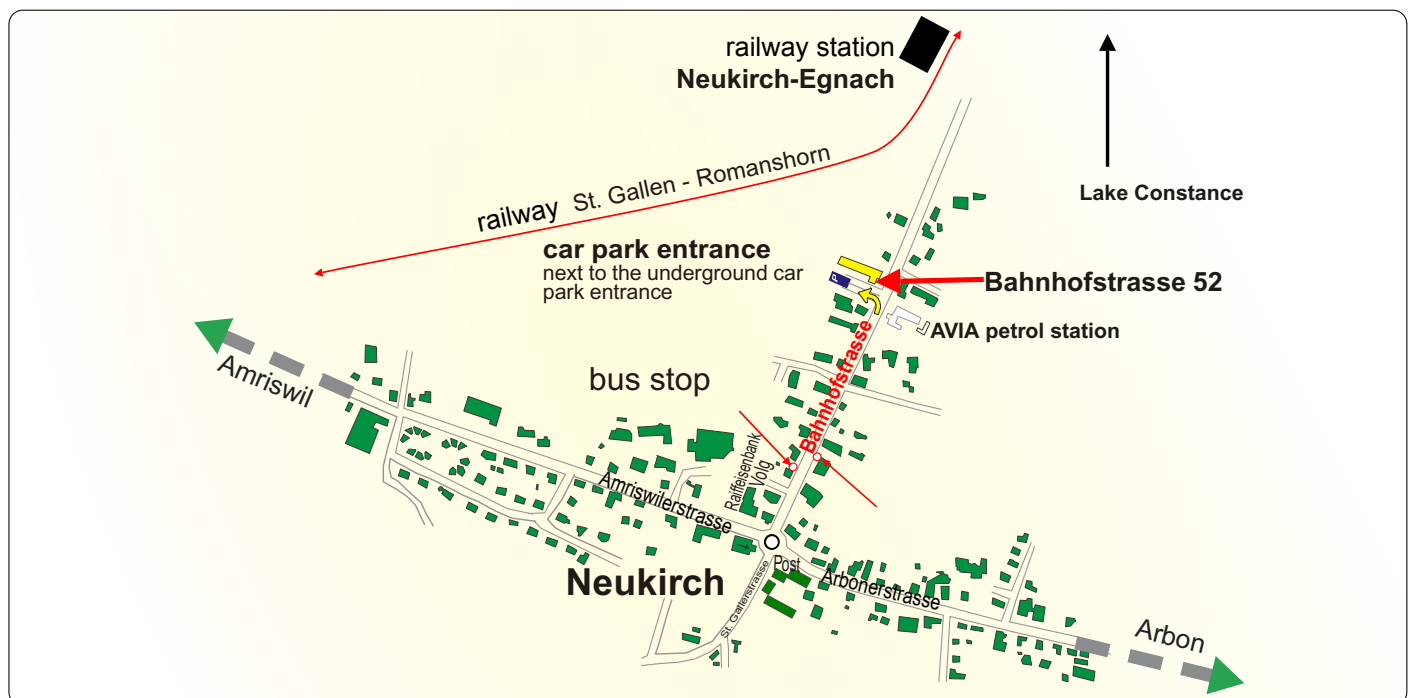 railway station
Neukirch-Egnach
railway St. Gallen - Romanshorn
Lake Constance
car park entrance
next to the underground car
park entrance
P
Bahnhofstrasse 52
AVIA petrol station
Bahnhofstrasse
Amriswil
bus stop
Raiffeisenbank
Volg
Amriswilerstrasse
Neukirch
Post
St. Gallerstrasse
Arbonerstrasse
Arbon